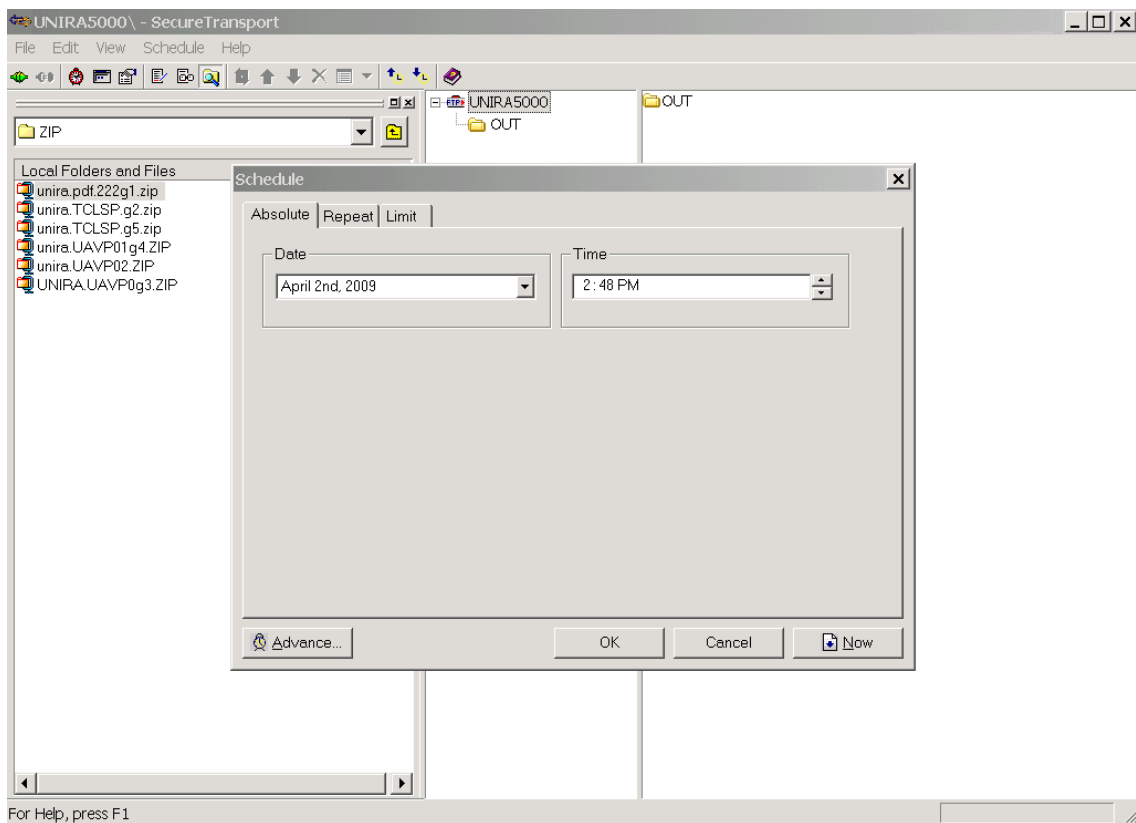 UNIRA5000\ - SecureTransport
File Edit View Schedule Help
FTP
UNIRA5000
OUT
OUT
ZIP
Local Folders and Files
unira.pdf.222g1.zip
unira.TCLSP.g2.zip
unira.TCLSP.g5.zip
unira.UAVP01g4.ZIP
unira.UAVP02.ZIP
UNIRA.UAVP0g3.ZIP
Schedule
Absolute Repeat Limit
Date Time
April 2nd, 2009 2:48 PM
Advance... OK Cancel Now
For Help, press F1